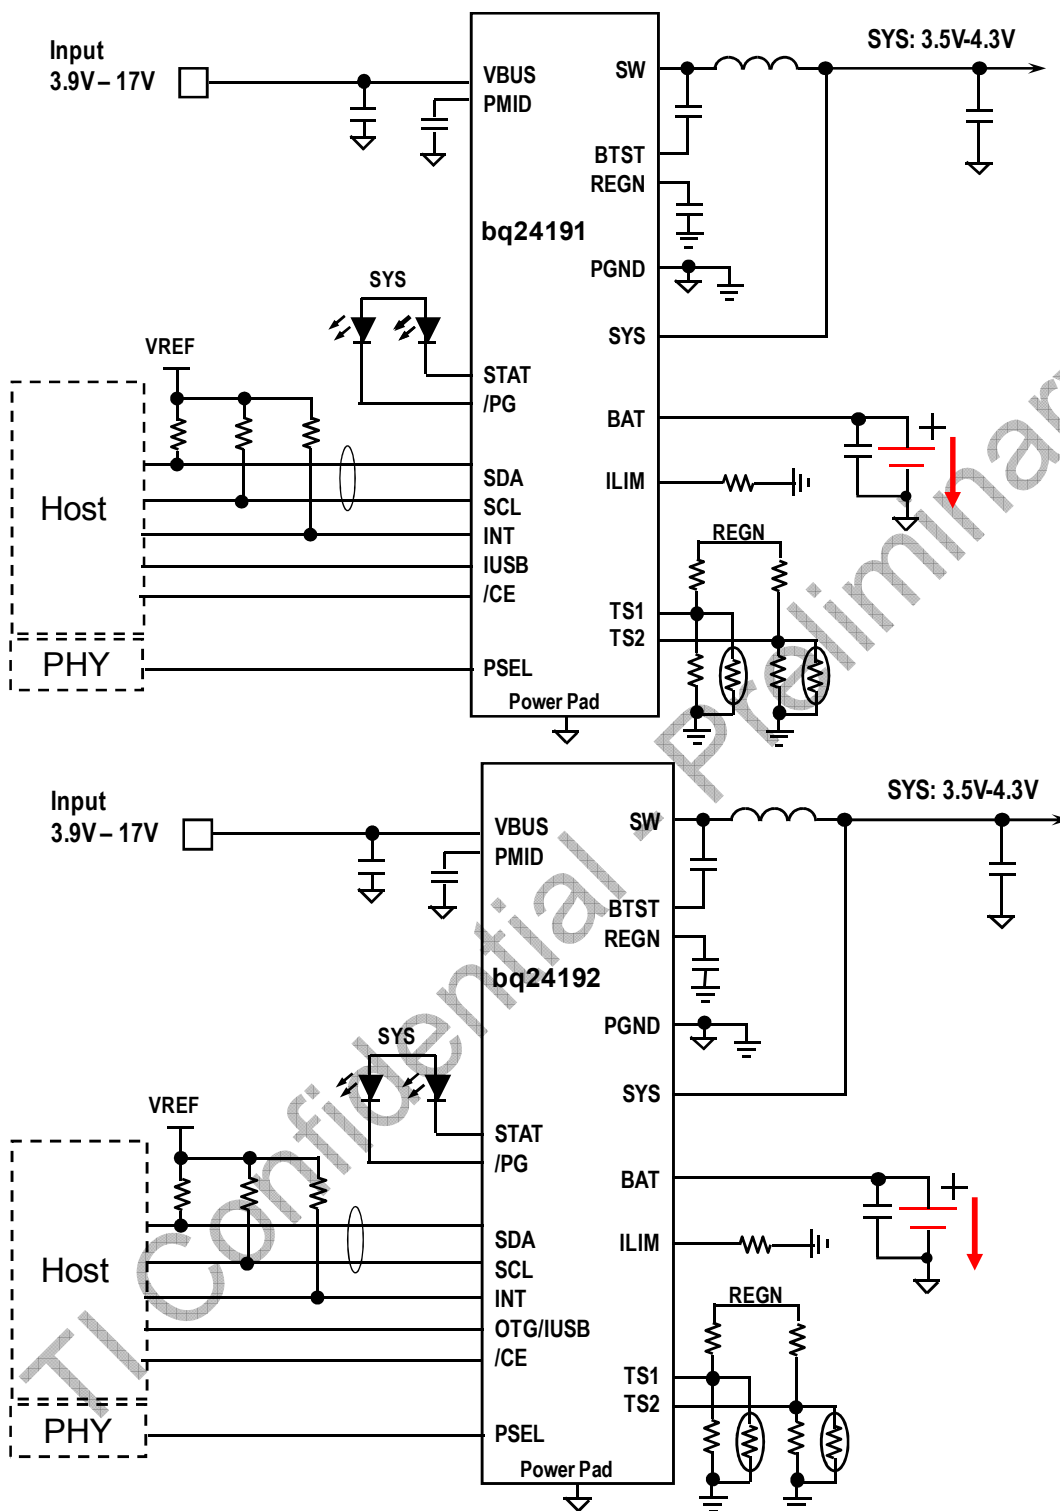 Input
3.9V – 17V
VBUS
PMID
SW
SYS: 3.5V-4.3V
BTST
REGN
bq24191
PGND
SYS
SYS
VREF
STAT
/PG
BAT
+
Host
SDA
SCL
INT
IUSB
/CE
ILIM
REGN
TS1
TS2
PHY
PSEL
Power Pad
TI Confidential - Preliminar
Input
3.9V – 17V
VBUS
PMID
SW
SYS: 3.5V-4.3V
BTST
REGN
bq24192
PGND
SYS
SYS
VREF
STAT
/PG
BAT
+
Host
SDA
SCL
INT
OTG/IUSB
/CE
ILIM
REGN
TS1
TS2
PHY
PSEL
Power Pad